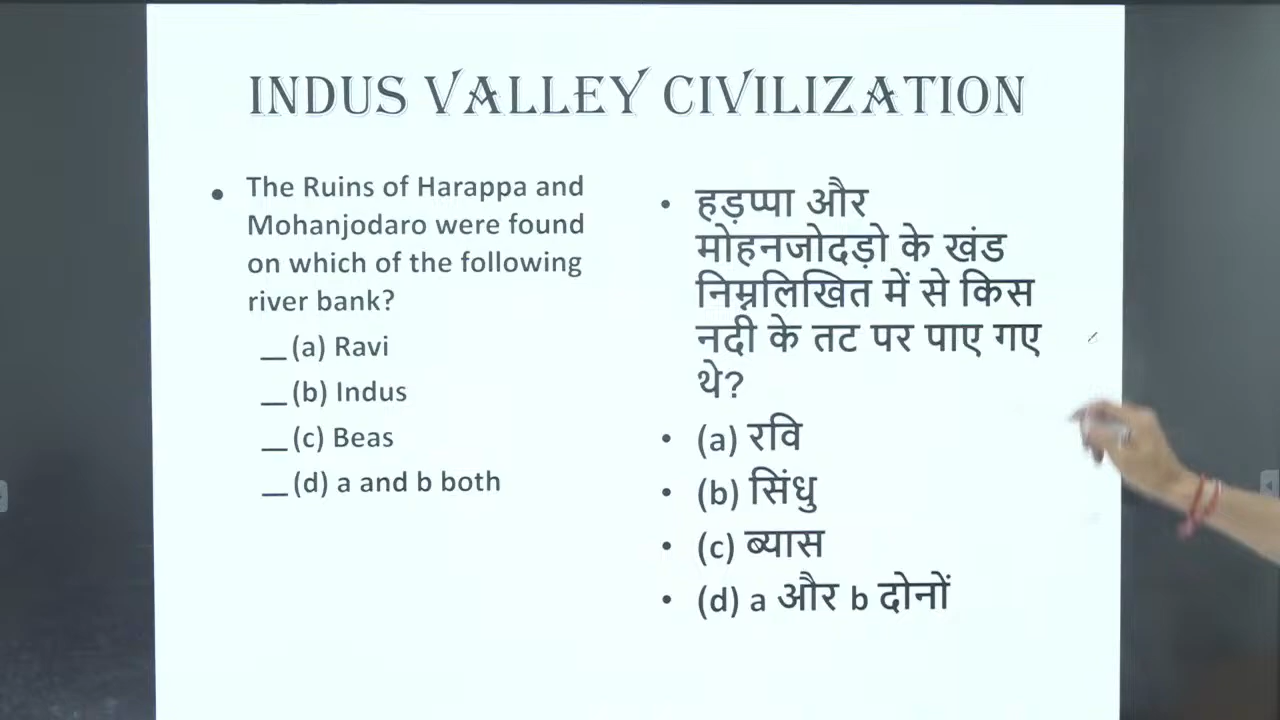 INDUS VALLEY CIVILIZATION
• The Ruins of Harappa and
Mohanjodaro were found
on which of the following
river bank?
__(a) Ravi
__(b) Indus
__(c) Beas
__(d) a and b both
• हड़प्पा और
मोहनजोदड़ो के खंड
निम्नलिखित में से किस
नदी के तट पर पाए गए
थे?
• (a) रवि
• (b) सिंधु
• (c) ब्यास
• (d) a और b दोनों